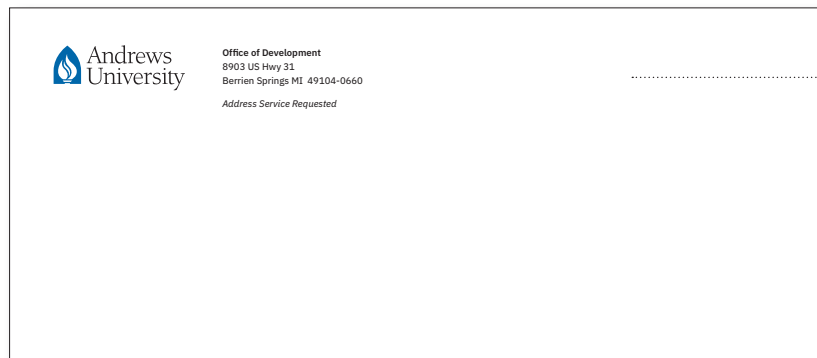 Andrews
University
Office of Development
8903 US Hwy 31
Berrien Springs MI 49104-0660
Address Service Requested